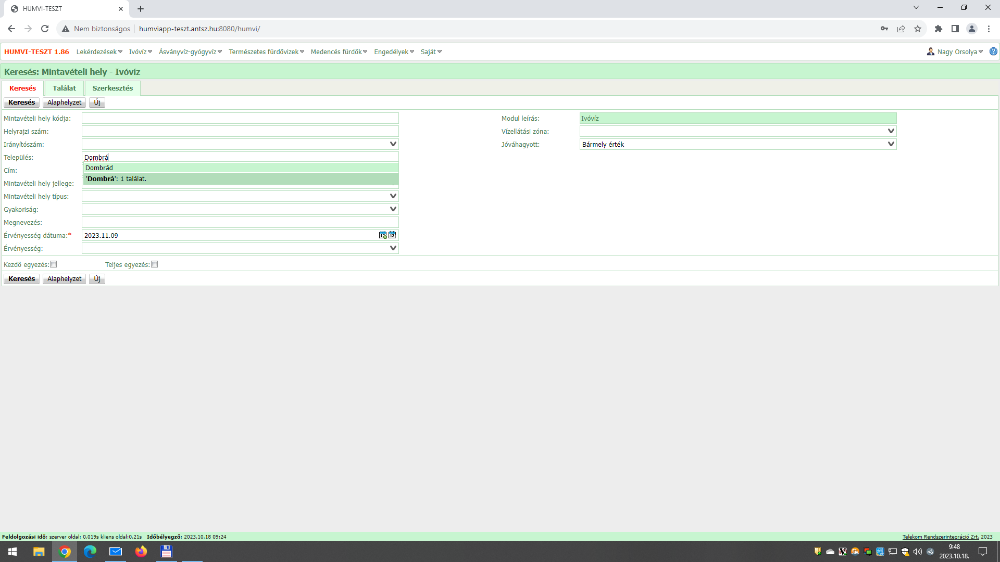 HUMVI-TESZT
Nem biztonságos
humviapp-teszt.antsz.hu:8080/humvi/
HUMVI-TESZT 1.86 Lekérdezések Ivóvíz Ásványvíz-gyógyvíz Természetes fürdővizek Medencés fürdők Engedélyek Saját Nagy Orsolya
Keresés: Mintavételi hely - Ivóvíz
Keresés Találat Szerkesztés
Keresés Alaphelyzet Új
Mintavételi hely kódja: Modul leírás: Ivóvíz
Helyrajzi szám: Vízellátási zóna:
Irányítószám: Jóváhagyott: Bármely érték
Település: Dombrá
Dombrád
Cím:
'Dombrá': 1 találat.
Mintavételi hely jellege:
Mintavételi hely típus:
Gyakoriság:
Megnevezés:
Érvényesség dátuma:* 2023.11.09
Érvényesség:
Kezdő egyezés: Teljes egyezés:
Keresés Alaphelyzet Új
Feldolgozási idő: szerver oldal: 0,019s kliens oldal:0,21s Időbélyegző: 2023.10.18 09:24 Telekom Rendszerintegráció Zrt. 2023
9:48
2023.10.18.